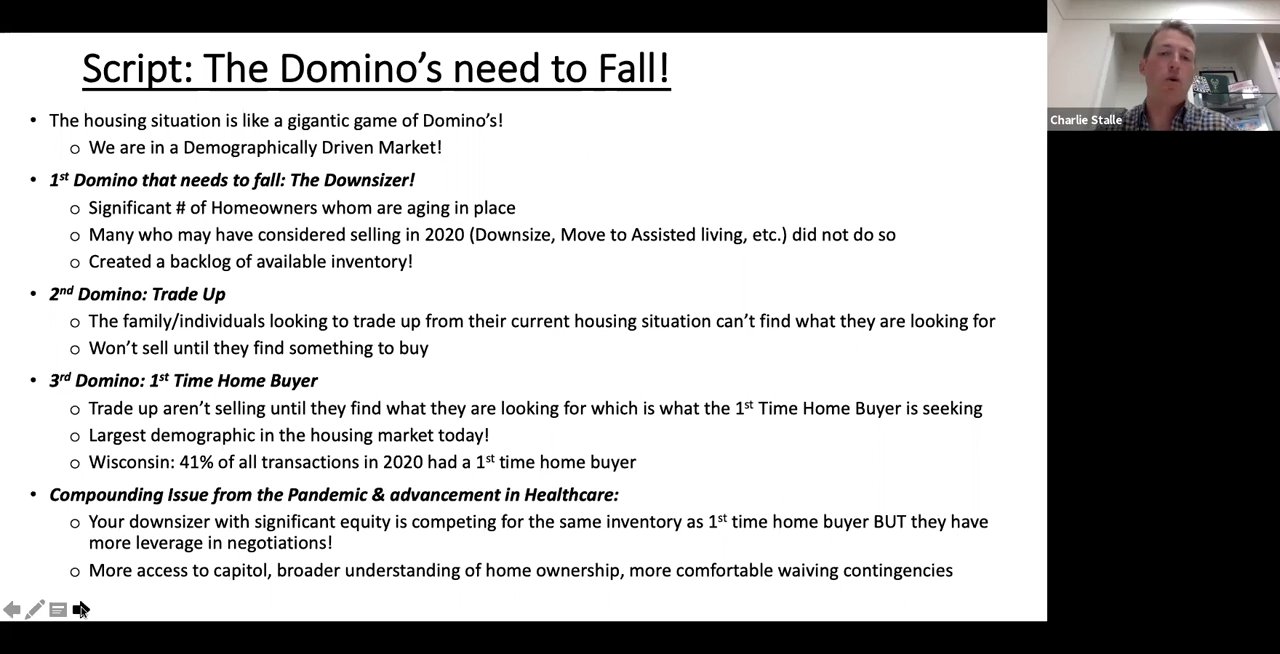 Script: The Domino's need to Fall!
• The housing situation is like a gigantic game of Domino's!
o We are in a Demographically Driven Market!
• 1st Domino that needs to fall: The Downsizer!
o Significant # of Homeowners whom are aging in place
o Many who may have considered selling in 2020 (Downsize, Move to Assisted living, etc.) did not do so
o Created a backlog of available inventory!
• 2nd Domino: Trade Up
o The family/individuals looking to trade up from their current housing situation can't find what they are looking for
o Won't sell until they find something to buy
• 3rd Domino: 1st Time Home Buyer
o Trade up aren't selling until they find what they are looking for which is what the 1st Time Home Buyer is seeking
o Largest demographic in the housing market today!
o Wisconsin: 41% of all transactions in 2020 had a 1st time home buyer
• Compounding Issue from the Pandemic & advancement in Healthcare:
o Your downsizer with significant equity is competing for the same inventory as 1st time home buyer BUT they have
more leverage in negotiations!
o More access to capitol, broader understanding of home ownership, more comfortable waiving contingencies
Charlie Stalle